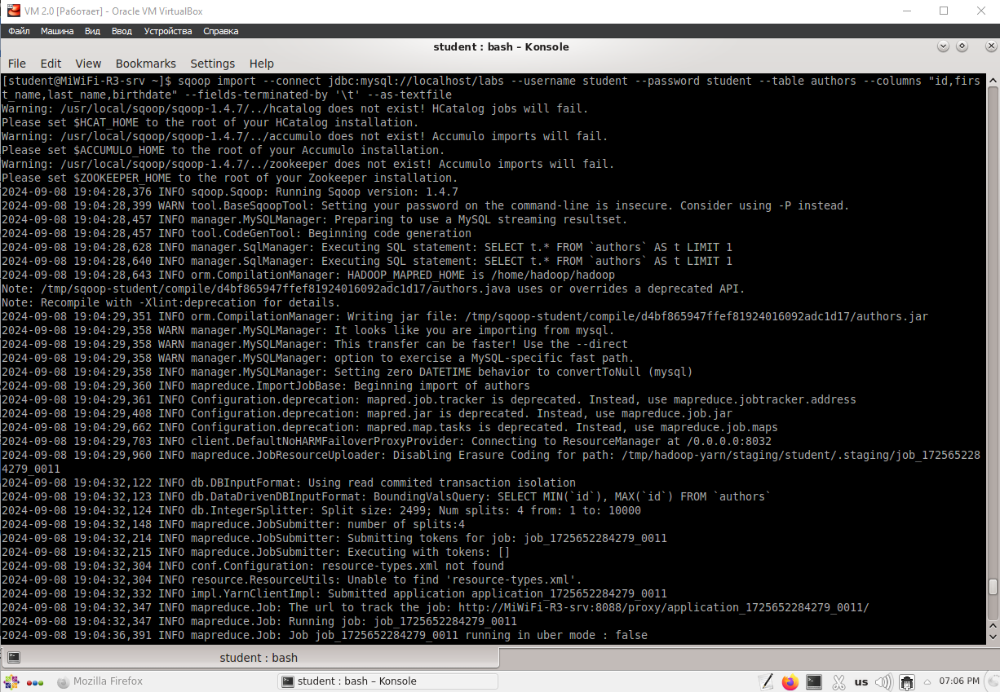 VM 2.0 [Работает] - Oracle VM VirtualBox
Файл Машина Вид Ввод Устройства Справка
student : bash – Konsole
File Edit View Bookmarks Settings Help
[student@MiWiFi-R3-srv ~]$ sqoop import --connect jdbc:mysql://localhost/labs --username student --password student --table authors --columns "id,firs
t_name,last_name,birthdate" --fields-terminated-by '\t' --as-textfile
Warning: /usr/local/sqoop/sqoop-1.4.7/../hcatalog does not exist! HCatalog jobs will fail.
Please set $HCAT_HOME to the root of your HCatalog installation.
Warning: /usr/local/sqoop/sqoop-1.4.7/../accumulo does not exist! Accumulo imports will fail.
Please set $ACCUMULO_HOME to the root of your Accumulo installation.
Warning: /usr/local/sqoop/sqoop-1.4.7/../zookeeper does not exist! Accumulo imports will fail.
Please set $ZOOKEEPER_HOME to the root of your Zookeeper installation.
2024-09-08 19:04:28,376 INFO sqoop.Sqoop: Running Sqoop version: 1.4.7
2024-09-08 19:04:28,399 WARN tool.BaseSqoopTool: Setting your password on the command-line is insecure. Consider using -P instead.
2024-09-08 19:04:28,457 INFO manager.MySQLManager: Preparing to use a MySQL streaming resultset.
2024-09-08 19:04:28,457 INFO tool.CodeGenTool: Beginning code generation
2024-09-08 19:04:28,628 INFO manager.SqlManager: Executing SQL statement: SELECT t.* FROM `authors` AS t LIMIT 1
2024-09-08 19:04:28,640 INFO manager.SqlManager: Executing SQL statement: SELECT t.* FROM `authors` AS t LIMIT 1
2024-09-08 19:04:28,643 INFO orm.CompilationManager: HADOOP_MAPRED_HOME is /home/hadoop/hadoop
Note: /tmp/sqoop-student/compile/d4bf865947ffef81924016092adc1d17/authors.java uses or overrides a deprecated API.
Note: Recompile with -Xlint:deprecation for details.
2024-09-08 19:04:29,351 INFO orm.CompilationManager: Writing jar file: /tmp/sqoop-student/compile/d4bf865947ffef81924016092adc1d17/authors.jar
2024-09-08 19:04:29,358 WARN manager.MySQLManager: It looks like you are importing from mysql.
2024-09-08 19:04:29,358 WARN manager.MySQLManager: This transfer can be faster! Use the --direct
2024-09-08 19:04:29,358 WARN manager.MySQLManager: option to exercise a MySQL-specific fast path.
2024-09-08 19:04:29,358 INFO manager.MySQLManager: Setting zero DATETIME behavior to convertToNull (mysql)
2024-09-08 19:04:29,360 INFO mapreduce.ImportJobBase: Beginning import of authors
2024-09-08 19:04:29,361 INFO Configuration.deprecation: mapred.job.tracker is deprecated. Instead, use mapreduce.jobtracker.address
2024-09-08 19:04:29,408 INFO Configuration.deprecation: mapred.jar is deprecated. Instead, use mapreduce.job.jar
2024-09-08 19:04:29,662 INFO Configuration.deprecation: mapred.map.tasks is deprecated. Instead, use mapreduce.job.maps
2024-09-08 19:04:29,703 INFO client.DefaultNoHARMFailoverProxyProvider: Connecting to ResourceManager at /0.0.0.0:8032
2024-09-08 19:04:29,960 INFO mapreduce.JobResourceUploader: Disabling Erasure Coding for path: /tmp/hadoop-yarn/staging/student/.staging/job_172565228
4279_0011
2024-09-08 19:04:32,122 INFO db.DBInputFormat: Using read commited transaction isolation
2024-09-08 19:04:32,123 INFO db.DataDrivenDBInputFormat: BoundingValsQuery: SELECT MIN(`id`), MAX(`id`) FROM `authors`
2024-09-08 19:04:32,124 INFO db.IntegerSplitter: Split size: 2499; Num splits: 4 from: 1 to: 10000
2024-09-08 19:04:32,148 INFO mapreduce.JobSubmitter: number of splits:4
2024-09-08 19:04:32,214 INFO mapreduce.JobSubmitter: Submitting tokens for job: job_1725652284279_0011
2024-09-08 19:04:32,215 INFO mapreduce.JobSubmitter: Executing with tokens: []
2024-09-08 19:04:32,304 INFO conf.Configuration: resource-types.xml not found
2024-09-08 19:04:32,304 INFO resource.ResourceUtils: Unable to find 'resource-types.xml'.
2024-09-08 19:04:32,332 INFO impl.YarnClientImpl: Submitted application application_1725652284279_0011
2024-09-08 19:04:32,347 INFO mapreduce.Job: The url to track the job: http://MiWiFi-R3-srv:8088/proxy/application_1725652284279_0011/
2024-09-08 19:04:32,347 INFO mapreduce.Job: Running job: job_1725652284279_0011
2024-09-08 19:04:36,391 INFO mapreduce.Job: Job job_1725652284279_0011 running in uber mode : false
student : bash
Mozilla Firefox
student : bash – Konsole
us
07:06 PM